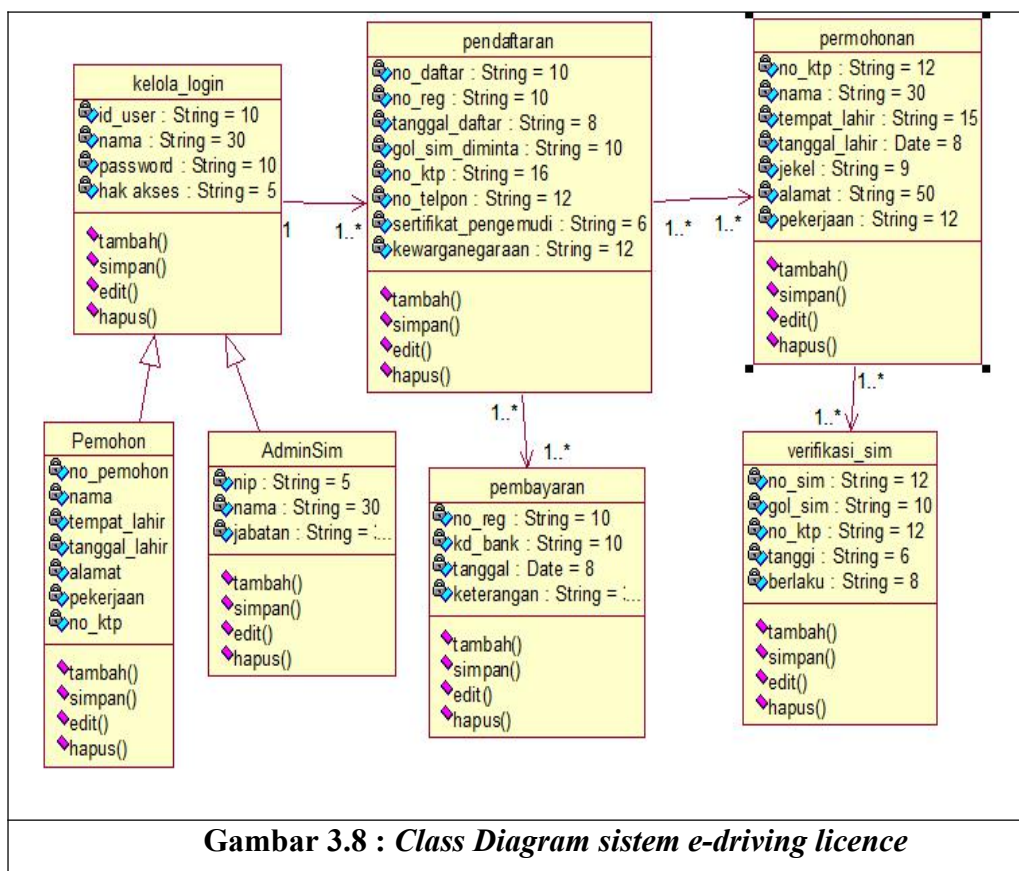 kelola_login
id_user : String = 10
nama : String = 30
password : String = 10
hak akses : String = 5
tambah()
simpan()
edit()
hapus()
1
1..*
pendaftaran
no_daftar : String = 10
no_reg : String = 10
tanggal_daftar : String = 8
gol_sim_diminta : String = 10
no_ktp : String = 16
no_telpon : String = 12
sertifikat_pengemudi : String = 6
kewarganegaraan : String = 12
tambah()
simpan()
edit()
hapus()
1..*
1..*
permohonan
no_ktp : String = 12
nama : String = 30
tempat_lahir : String = 15
tanggal_lahir : Date = 8
jekel : String = 9
alamat : String = 50
pekerjaan : String = 12
tambah()
simpan()
edit()
hapus()
1..*
1..*
1..*
1..*
Pemohon
no_pemohon
nama
tempat_lahir
tanggal_lahir
alamat
pekerjaan
no_ktp
tambah()
simpan()
edit()
hapus()
AdminSim
nip : String = 5
nama : String = 30
jabatan : String = ...
tambah()
simpan()
edit()
hapus()
pembayaran
no_reg : String = 10
kd_bank : String = 10
tanggal : Date = 8
keterangan : String = ...
tambah()
simpan()
edit()
hapus()
verifikasi_sim
no_sim : String = 12
gol_sim : String = 10
no_ktp : String = 12
tanggi : String = 6
berlaku : String = 8
tambah()
simpan()
edit()
hapus()
Gambar 3.8 : Class Diagram sistem e-driving licence